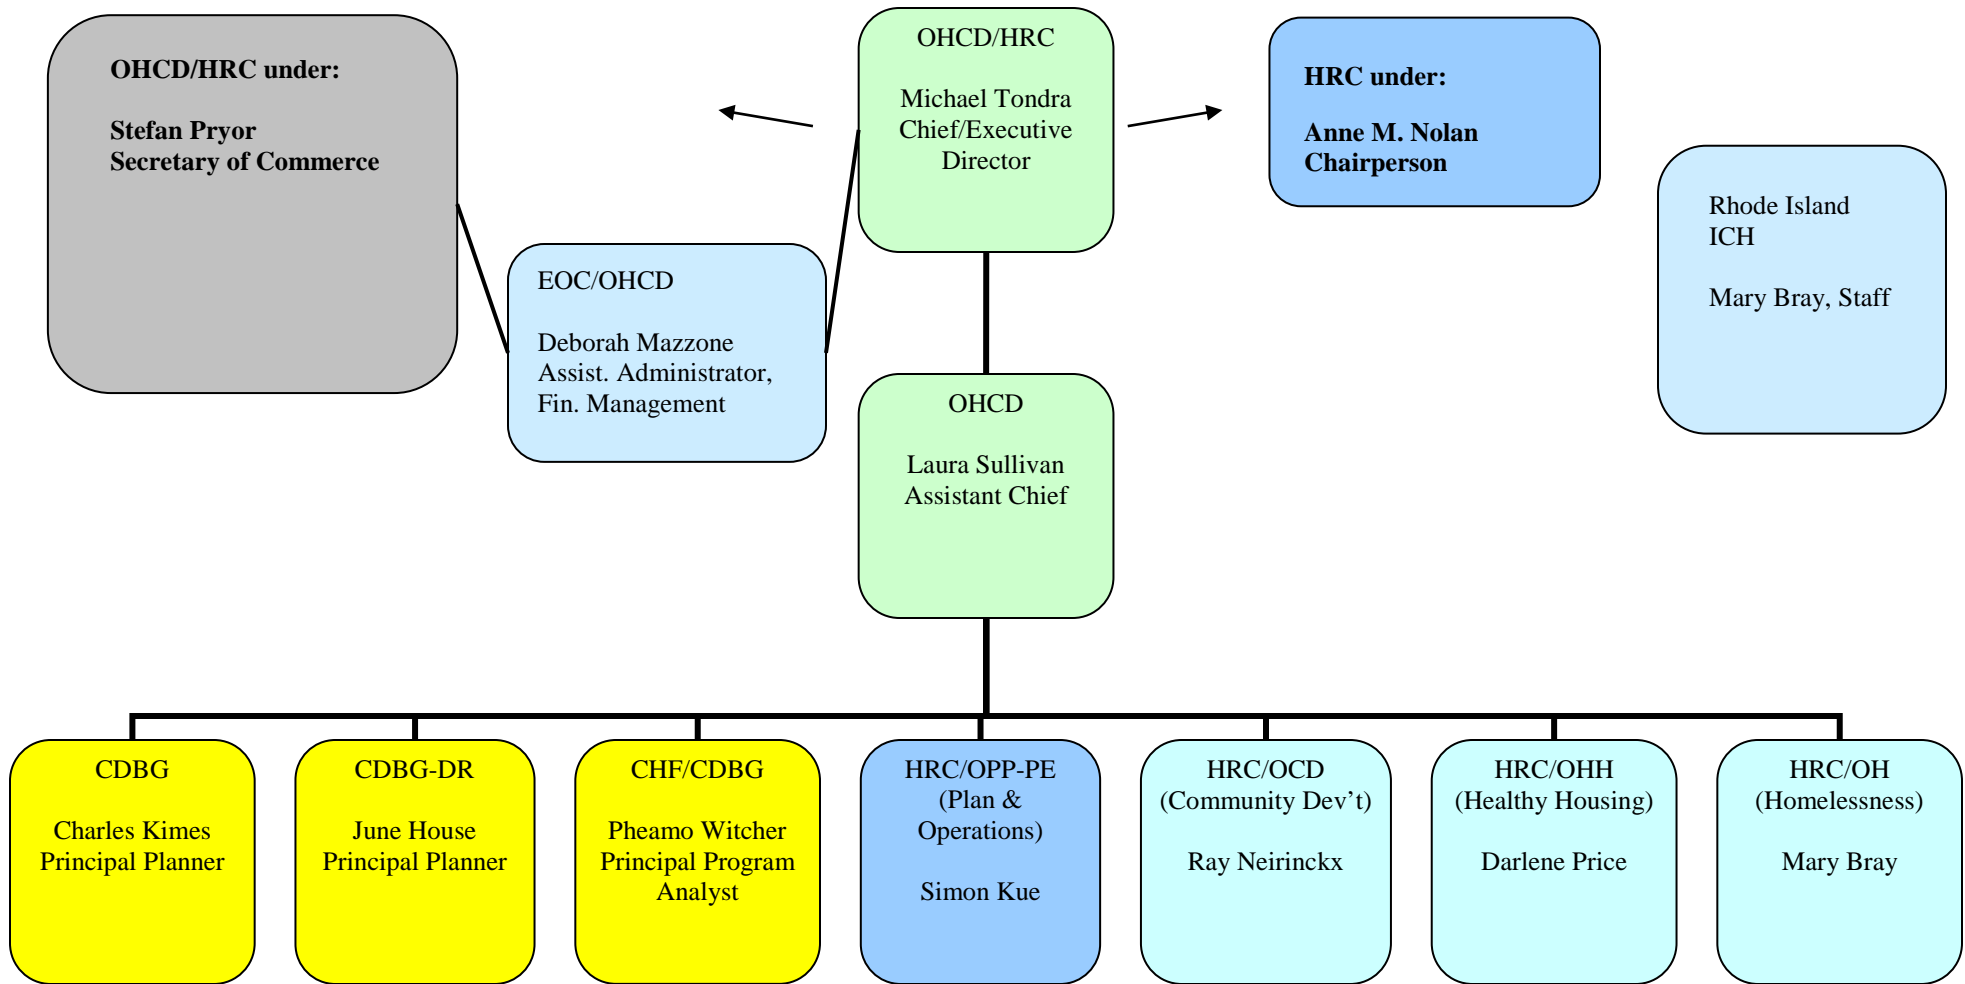 OHCD/HRC under:
Stefan Pryor
Secretary of Commerce
OHCD/HRC
Michael Tondra
Chief/Executive
Director
HRC under:
Anne M. Nolan
Chairperson
Rhode Island
ICH
Mary Bray, Staff
EOC/OHCD
Deborah Mazzone
Assist. Administrator,
Fin. Management
OHCD
Laura Sullivan
Assistant Chief
CDBG
Charles Kimes
Principal Planner
CDBG-DR
June House
Principal Planner
CHF/CDBG
Pheamo Witcher
Principal Program
Analyst
HRC/OPP-PE
(Plan &
Operations)
Simon Kue
HRC/OCD
(Community Dev’t)
Ray Neirinckx
HRC/OHH
(Healthy Housing)
Darlene Price
HRC/OH
(Homelessness)
Mary Bray